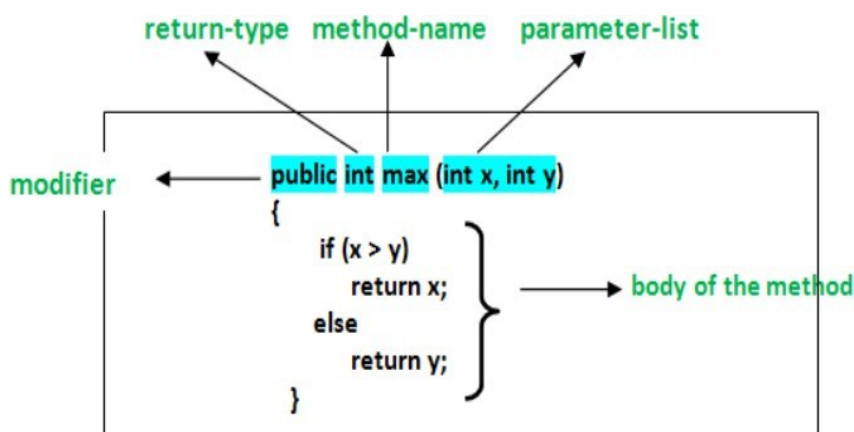 return-type method-name parameter-list
modifier public int max (int x, int y)
{
if (x > y)
return x; body of the method
else
return y;
}